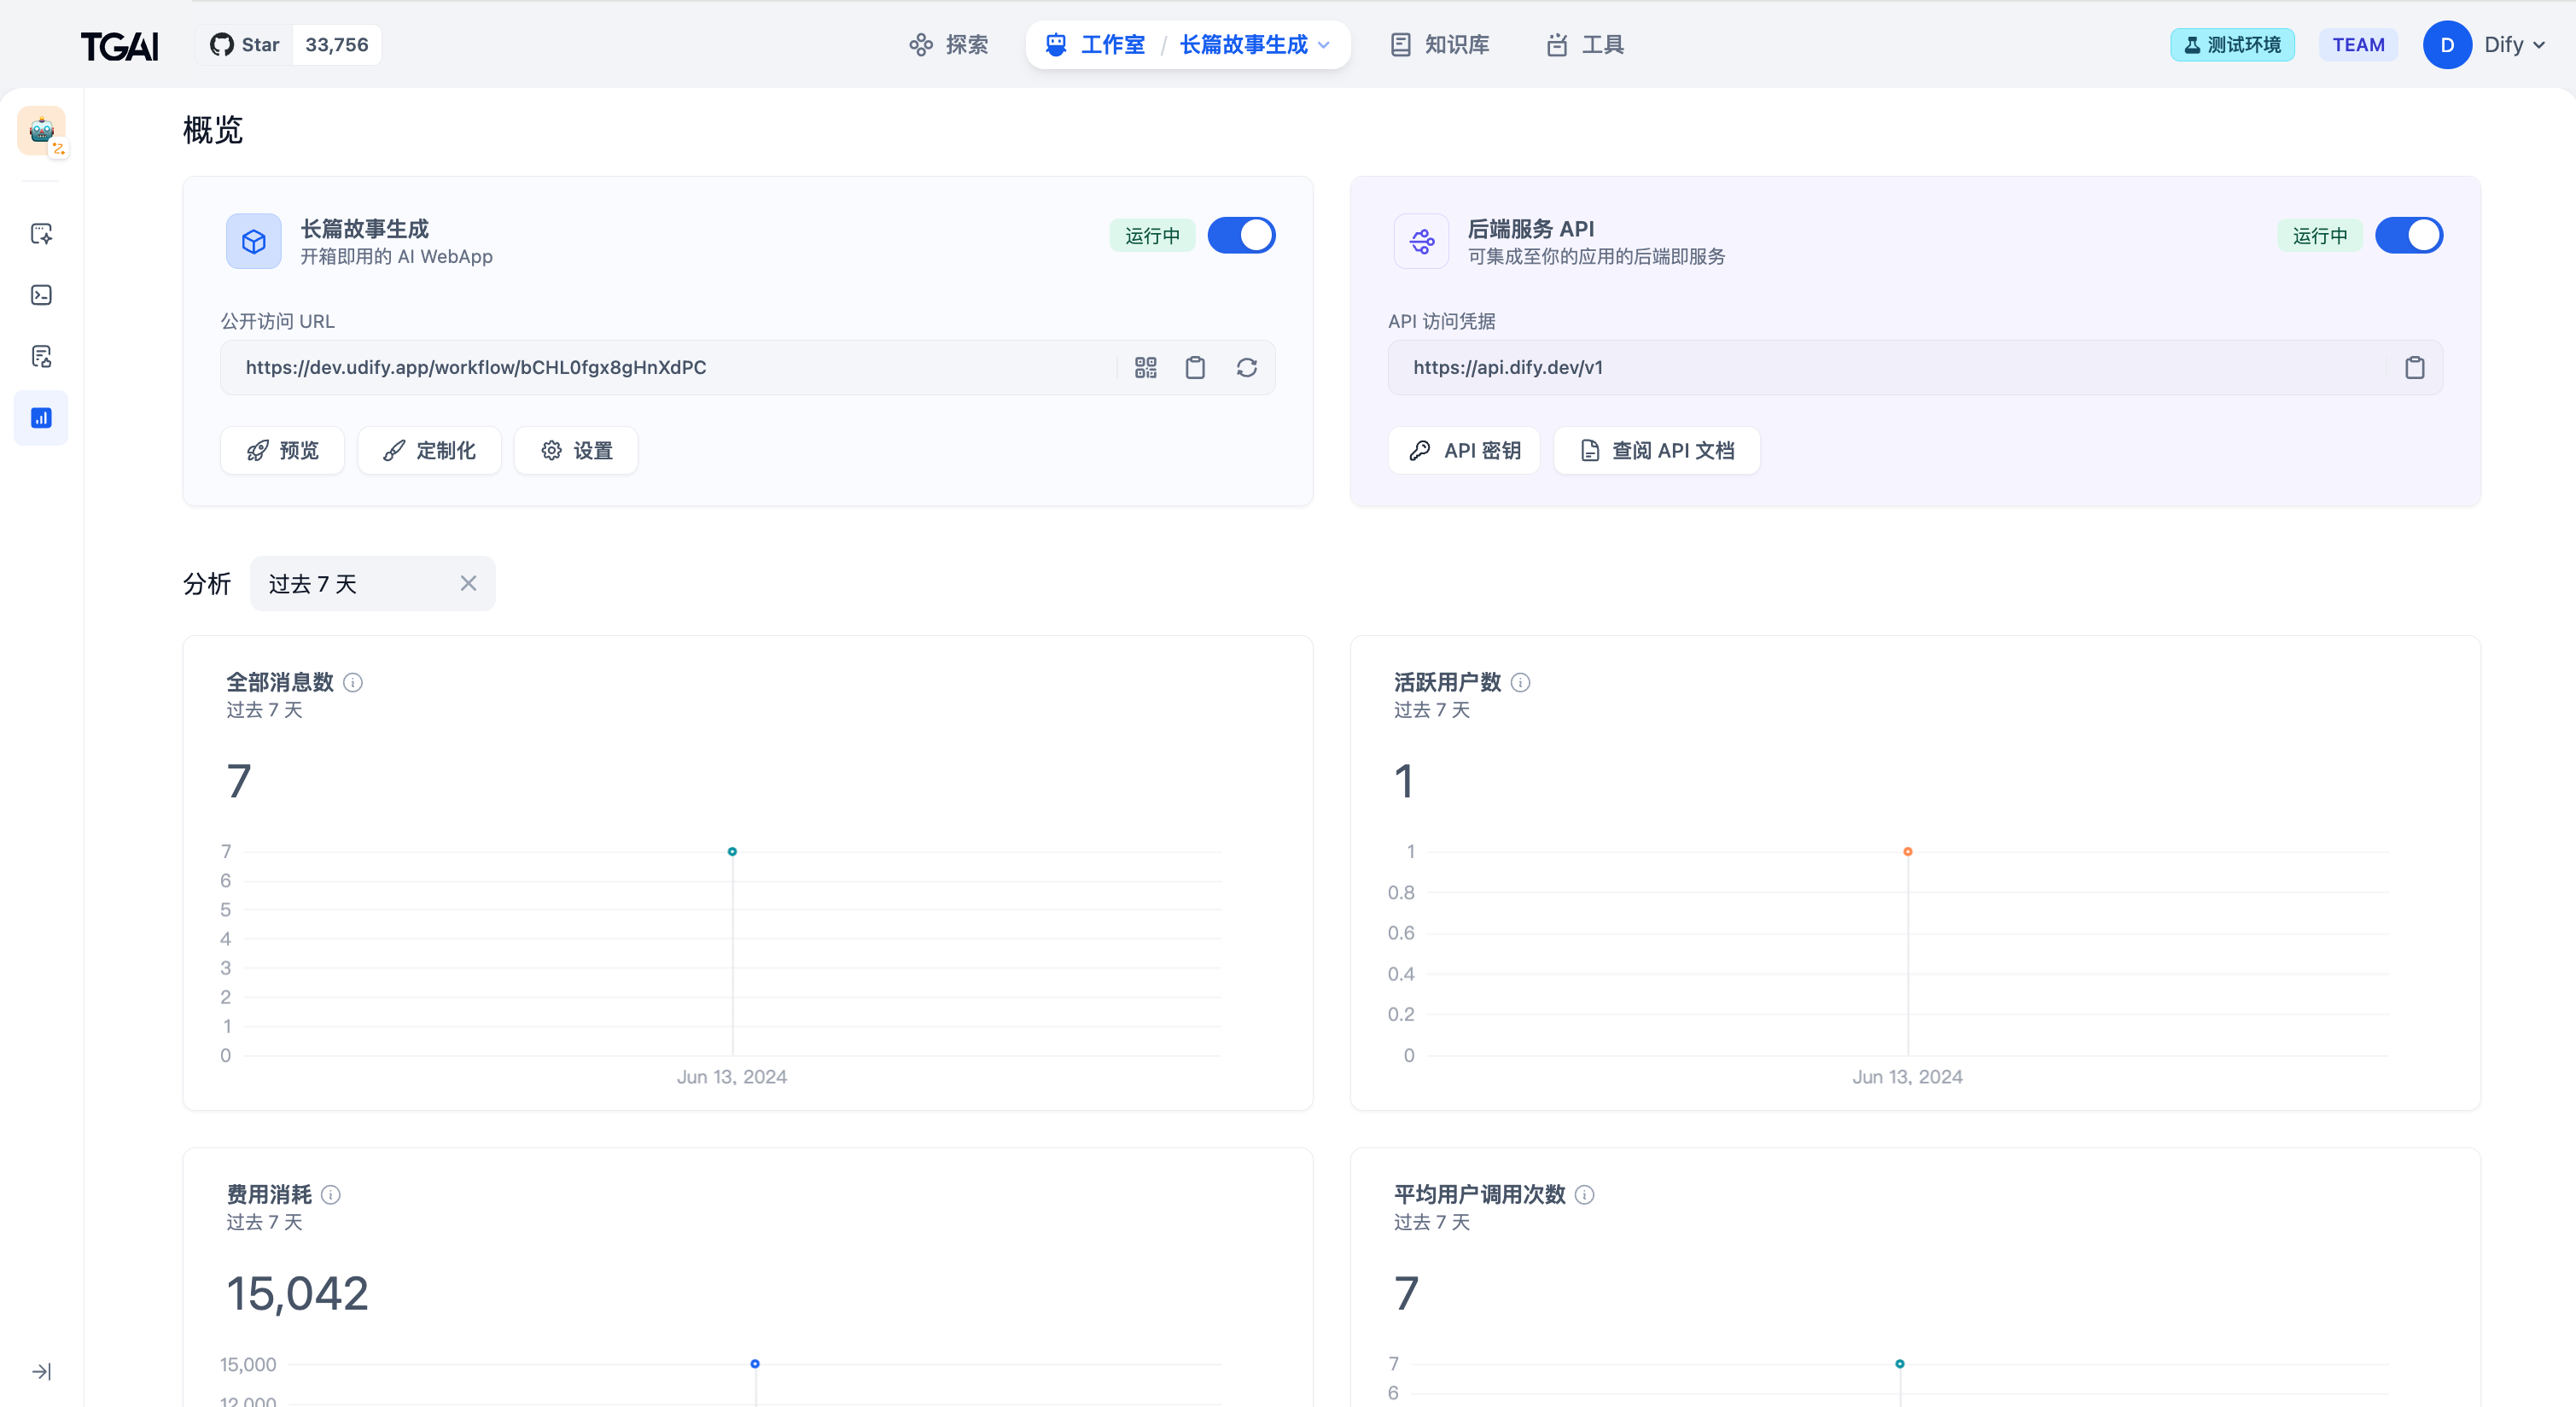 TGAI
Star 33,756
探索
工作室 / 长篇故事生成
知识库
工具
测试环境
TEAM
D
Dify
概览
长篇故事生成
开箱即用的 AI WebApp
运行中
公开访问 URL
https://dev.udify.app/workflow/bCHL0fgx8gHnXdPC
预览
定制化
设置
后端服务 API
可集成至你的应用的后端即服务
运行中
API 访问凭据
https://api.dify.dev/v1
API 密钥
查阅 API 文档
分析
过去 7 天
全部消息数
过去 7 天
7
7
6
5
4
3
2
1
0
Jun 13, 2024
活跃用户数
过去 7 天
1
1
0.8
0.6
0.4
0.2
0
Jun 13, 2024
费用消耗
过去 7 天
15,042
15,000
12,000
平均用户调用次数
过去 7 天
7
7
6